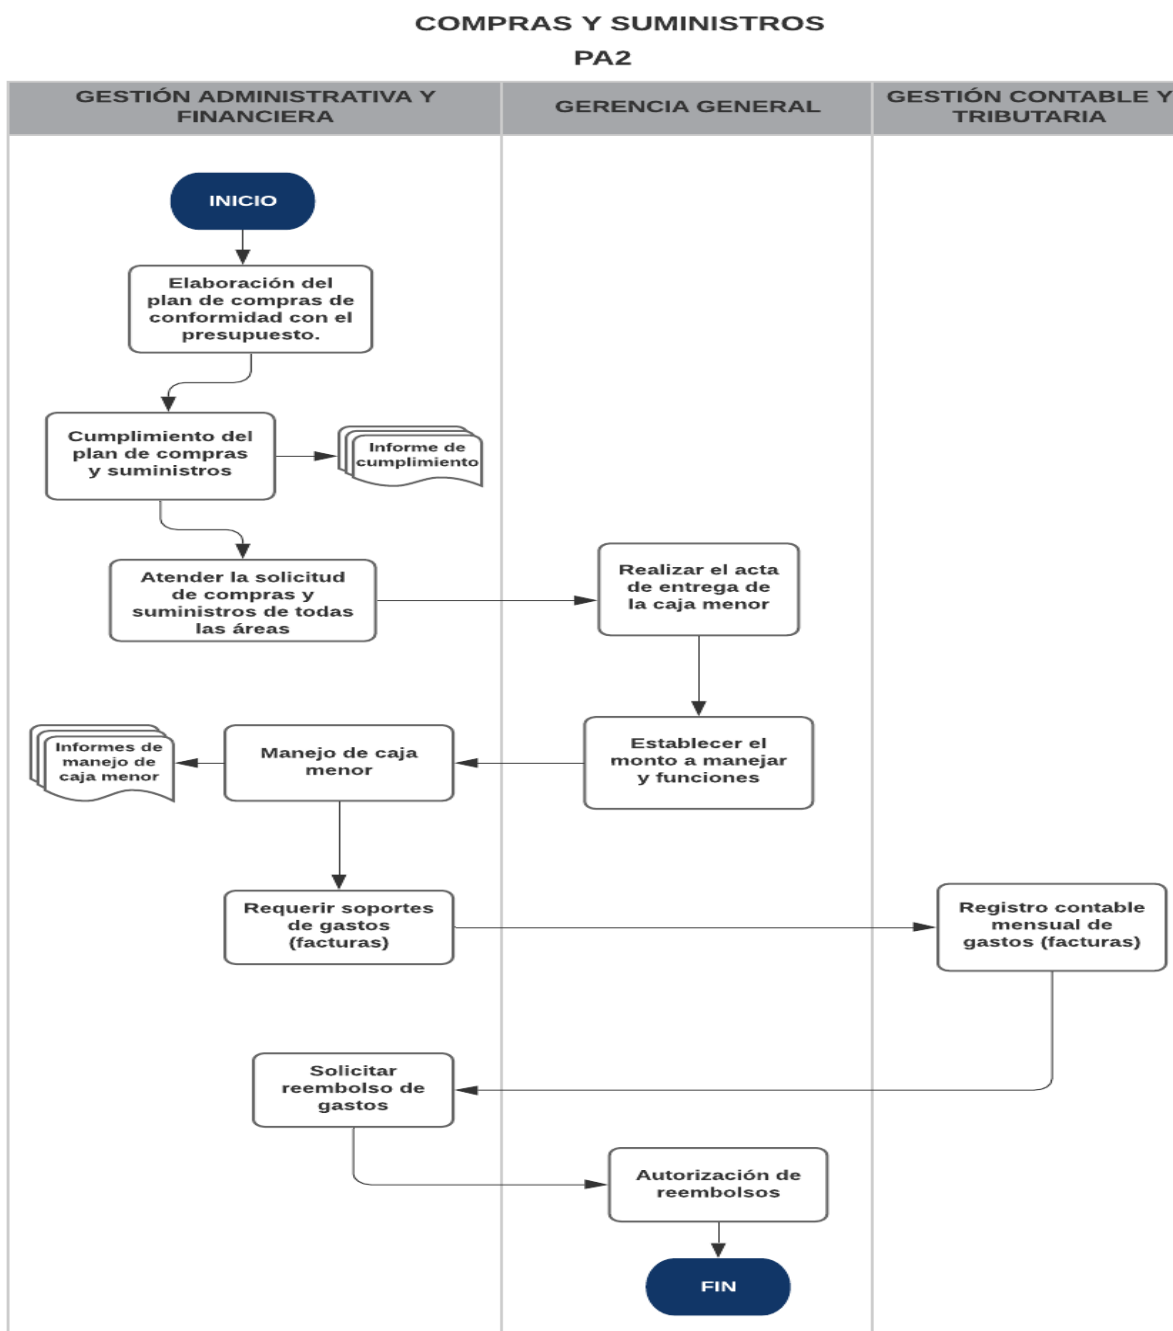 COMPRAS Y SUMINISTROS
PA2
GESTIÓN ADMINISTRATIVA Y
FINANCIERA
GERENCIA GENERAL
GESTIÓN CONTABLE Y
TRIBUTARIA
INICIO
Elaboración del
plan de compras de
conformidad con el
presupuesto.
Cumplimiento del
plan de compras
y suministros
Informe de
cumplimiento
Atender la solicitud
de compras y
suministros de todas
las áreas
Realizar el acta
de entrega de
la caja menor
Establecer el
monto a manejar
y funciones
Manejo de caja
menor
Informes de
manejo de
caja menor
Requerir soportes
de gastos
(facturas)
Registro contable
mensual de
gastos (facturas)
Solicitar
reembolso de
gastos
Autorización de
reembolsos
FIN